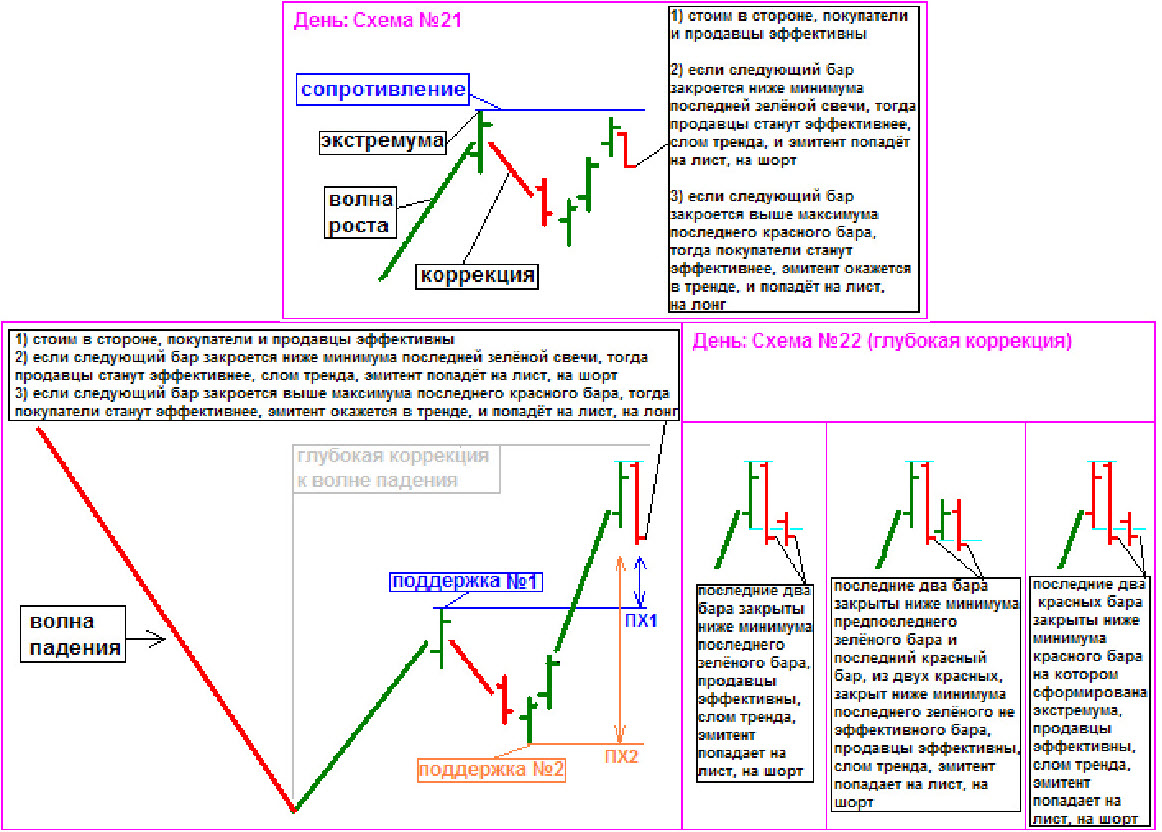 День: Схема №21
сопротивление
экстремума
волна
роста
коррекция
1) стоим в стороне, покупатели
и продавцы эффективны
2) если следующий бар
закроется ниже минимума
последней зелёной свечи, тогда
продавцы станут эффективнее,
слом тренда, и эмитент попадёт
на лист, на шорт
3) если следующий бар
закроется выше максимума
последнего красного бара,
тогда покупатели станут
эффективнее, эмитент окажется
в тренде, и попадёт на лист,
на лонг
1) стоим в стороне, покупатели и продавцы эффективны
2) если следующий бар закроется ниже минимума последней зелёной свечи, тогда
продавцы станут эффективнее, слом тренда, эмитент попадёт на лист, на шорт
3) если следующий бар закроется выше максимума последнего красного бара, тогда
покупатели станут эффективнее, эмитент окажется в тренде, и попадёт на лист, на лонг
глубокая коррекция
к волне падения
поддержка №1
ПХ1
волна
падения
ПХ2
поддержка №2
День: Схема №22 (глубокая коррекция)
последние два
бара закрыты
ниже минимума
последнего
зелёного бара,
продавцы
эффективны,
слом тренда,
эмитент
попадает на
лист, на шорт
последние два бара
закрыты ниже минимума
предпоследнего
зелёного бара и
последний красный
бар, из двух красных,
закрыт ниже минимума
последнего зелёного не
эффективного бара,
продавцы эффективны,
слом тренда, эмитент
попадает на лист, на
шорт
последние два
красных бара
закрыты ниже
минимума
красного бара
на котором
сформирована
экстремума,
продавцы
эффективны,
слом тренда,
эмитент
попадает на
лист, на шорт